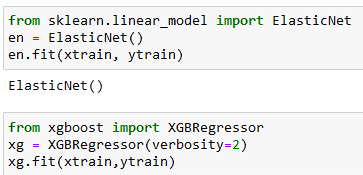 from sklearn.linear_model import ElasticNet
en = ElasticNet()
en.fit(xtrain, ytrain)
ElasticNet()
from xgboost import XGBRegressor
xg = XGBRegressor(verbosity=2)
xg.fit(xtrain,ytrain)